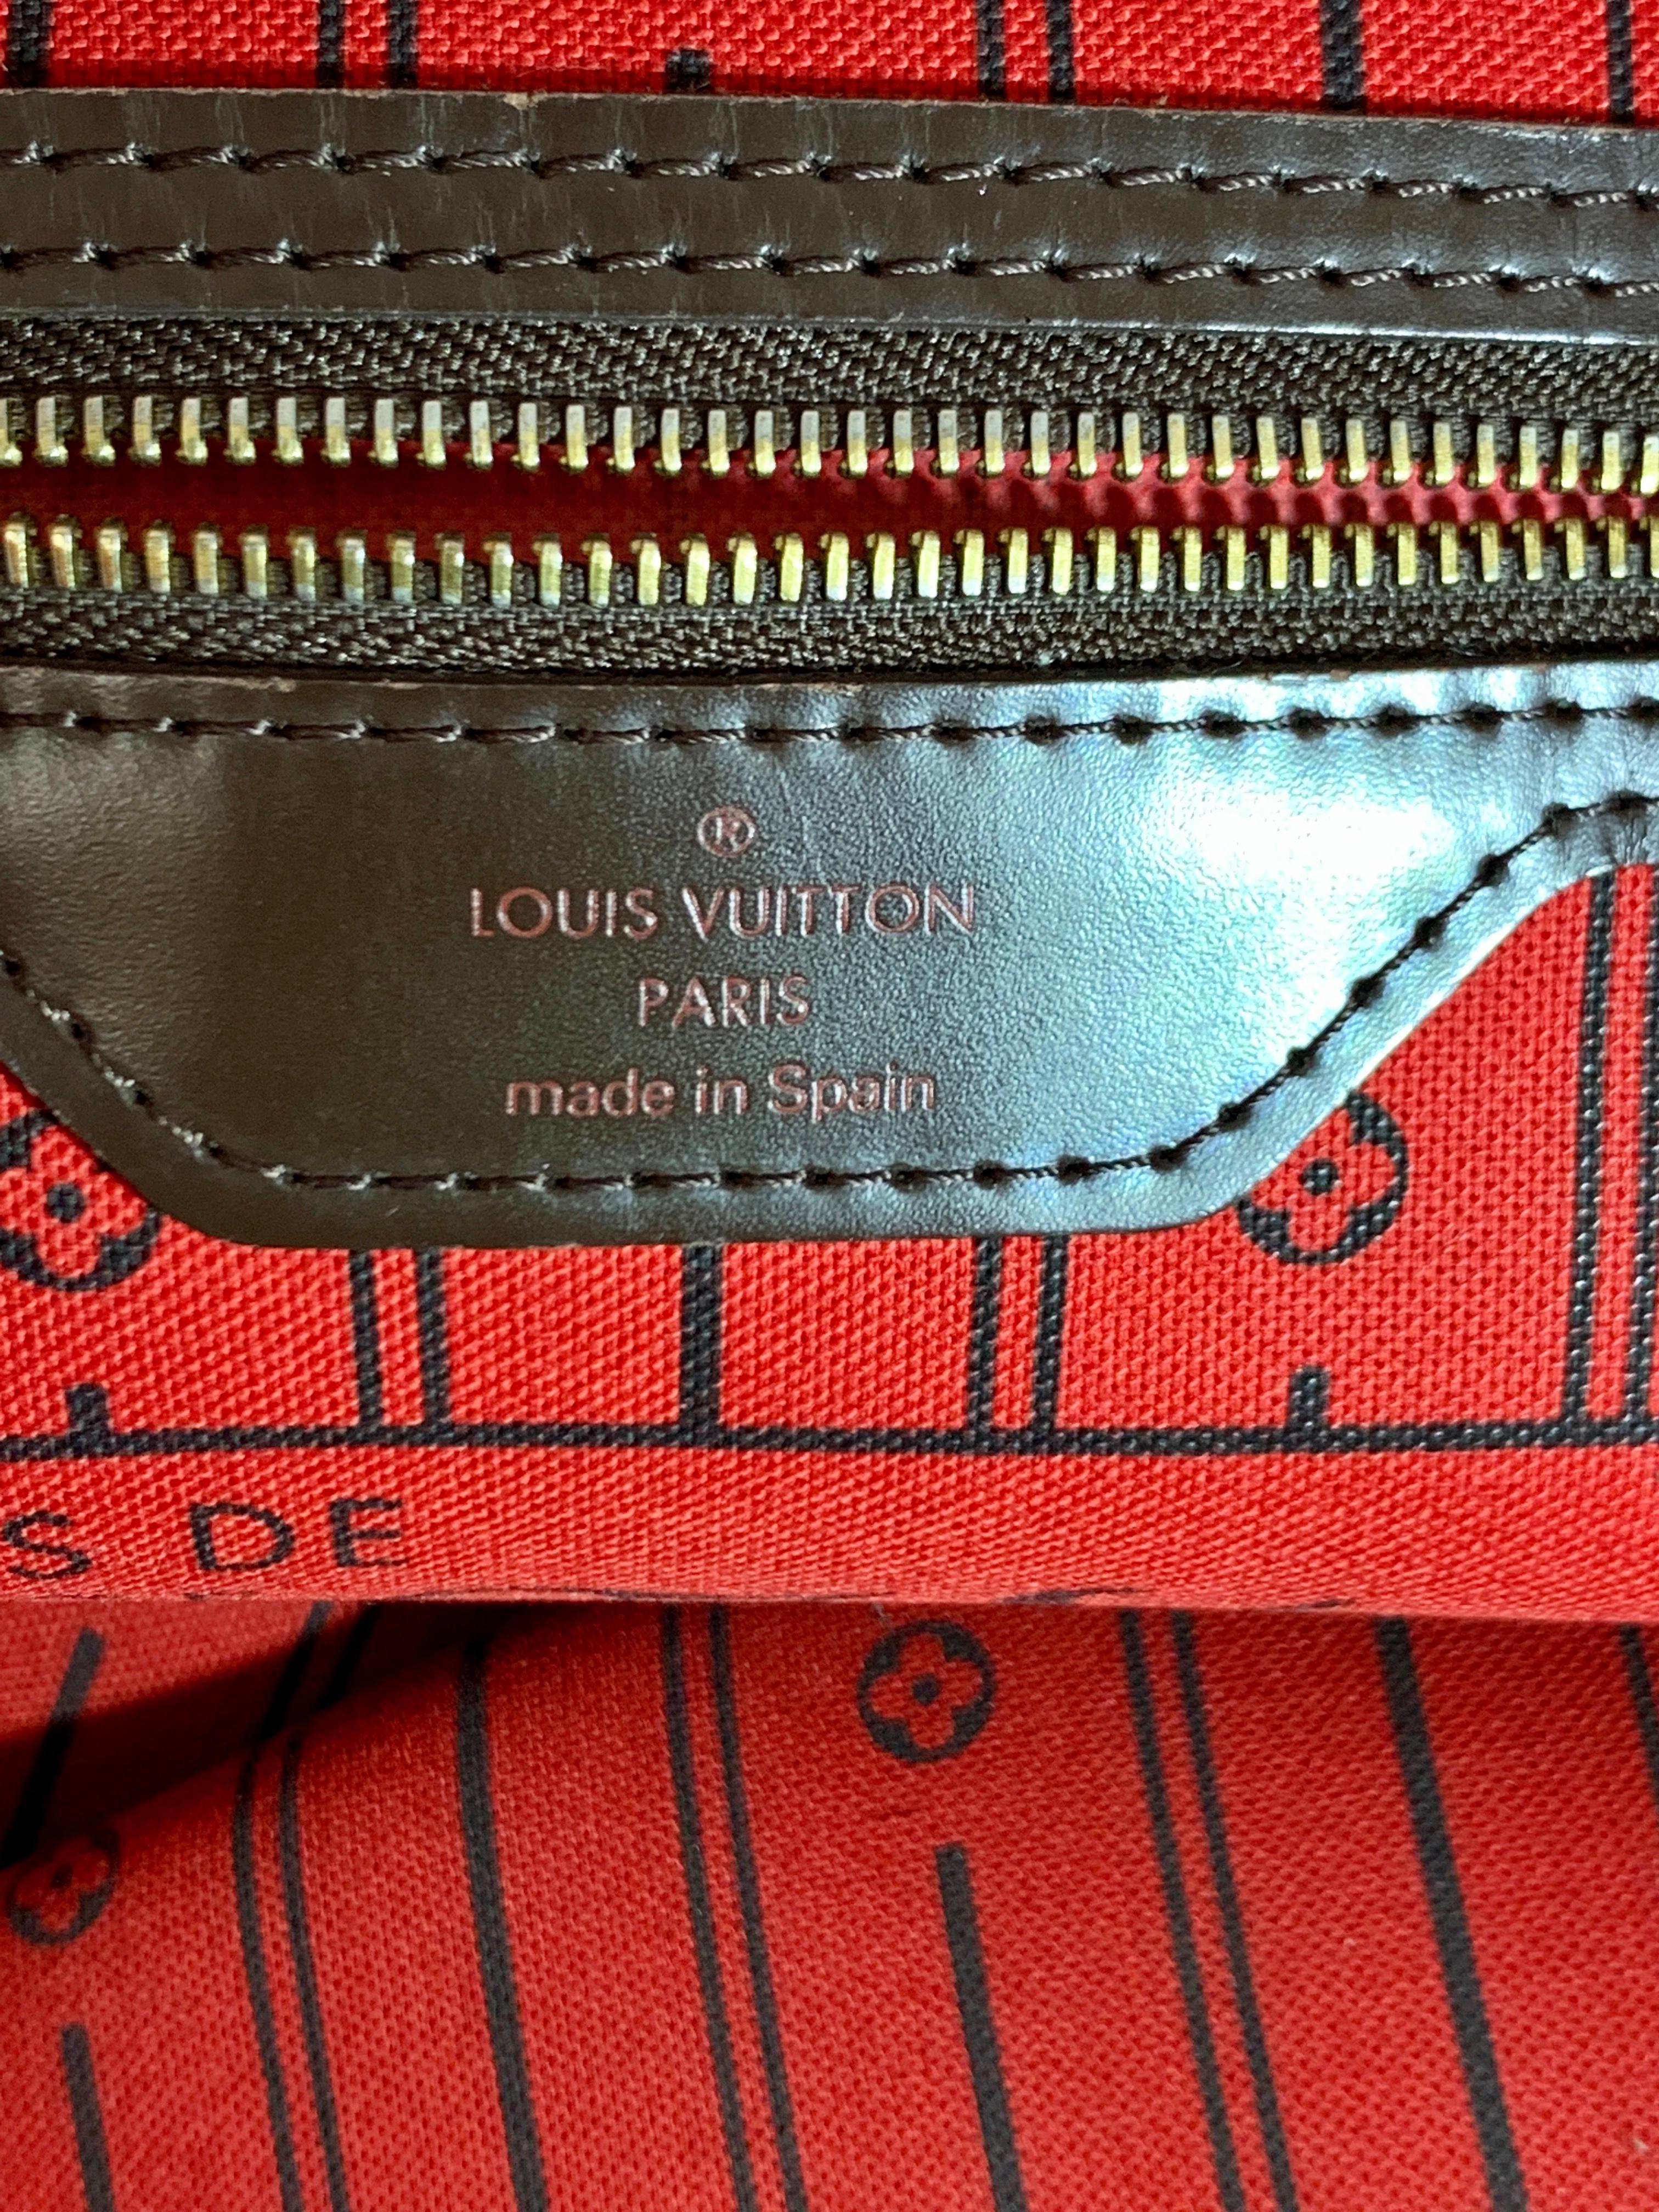 ®
LOUIS VUITTON
PARIS
made in Spain
S DE